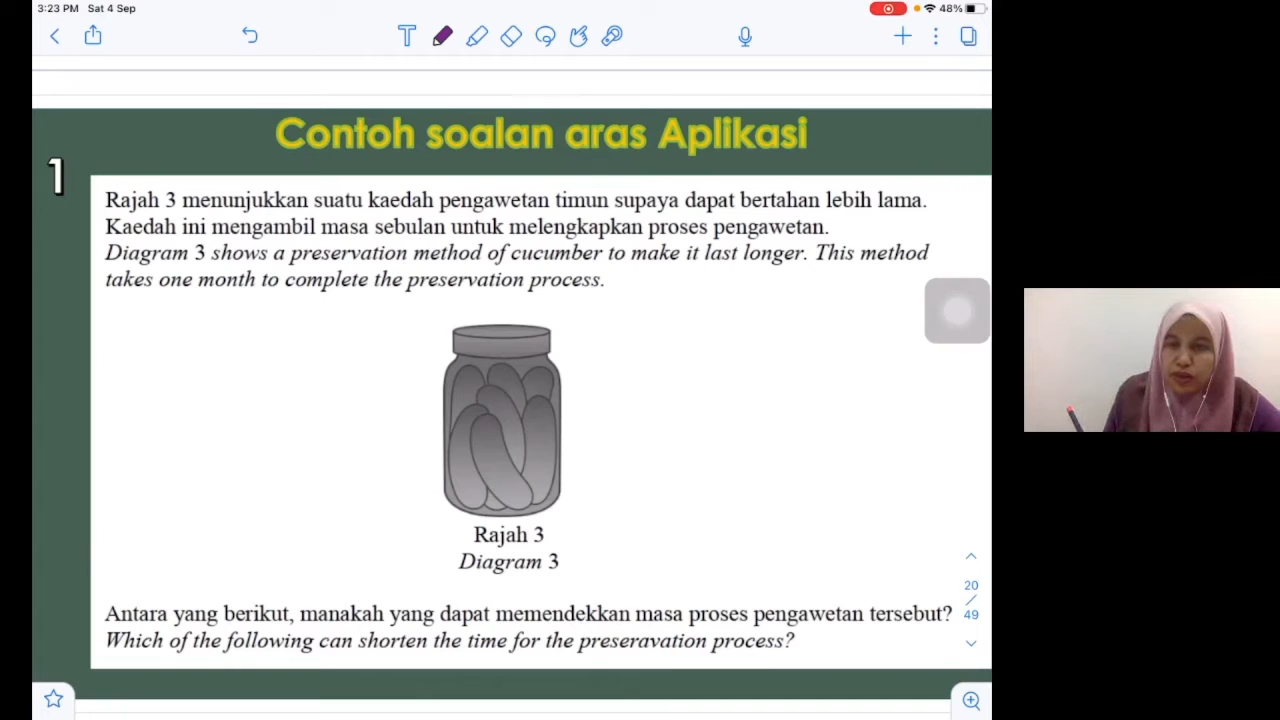 3:23 PM Sat 4 Sep
48%
T
Contoh soalan aras Aplikasi
1
Rajah 3 menunjukkan suatu kaedah pengawetan timun supaya dapat bertahan lebih lama.
Kaedah ini mengambil masa sebulan untuk melengkapkan proses pengawetan.
Diagram 3 shows a preservation method of cucumber to make it last longer. This method
takes one month to complete the preservation process.
Rajah 3
Diagram 3
Antara yang berikut, manakah yang dapat memendekkan masa proses pengawetan tersebut?
Which of the following can shorten the time for the preseravation process?
20
/
49